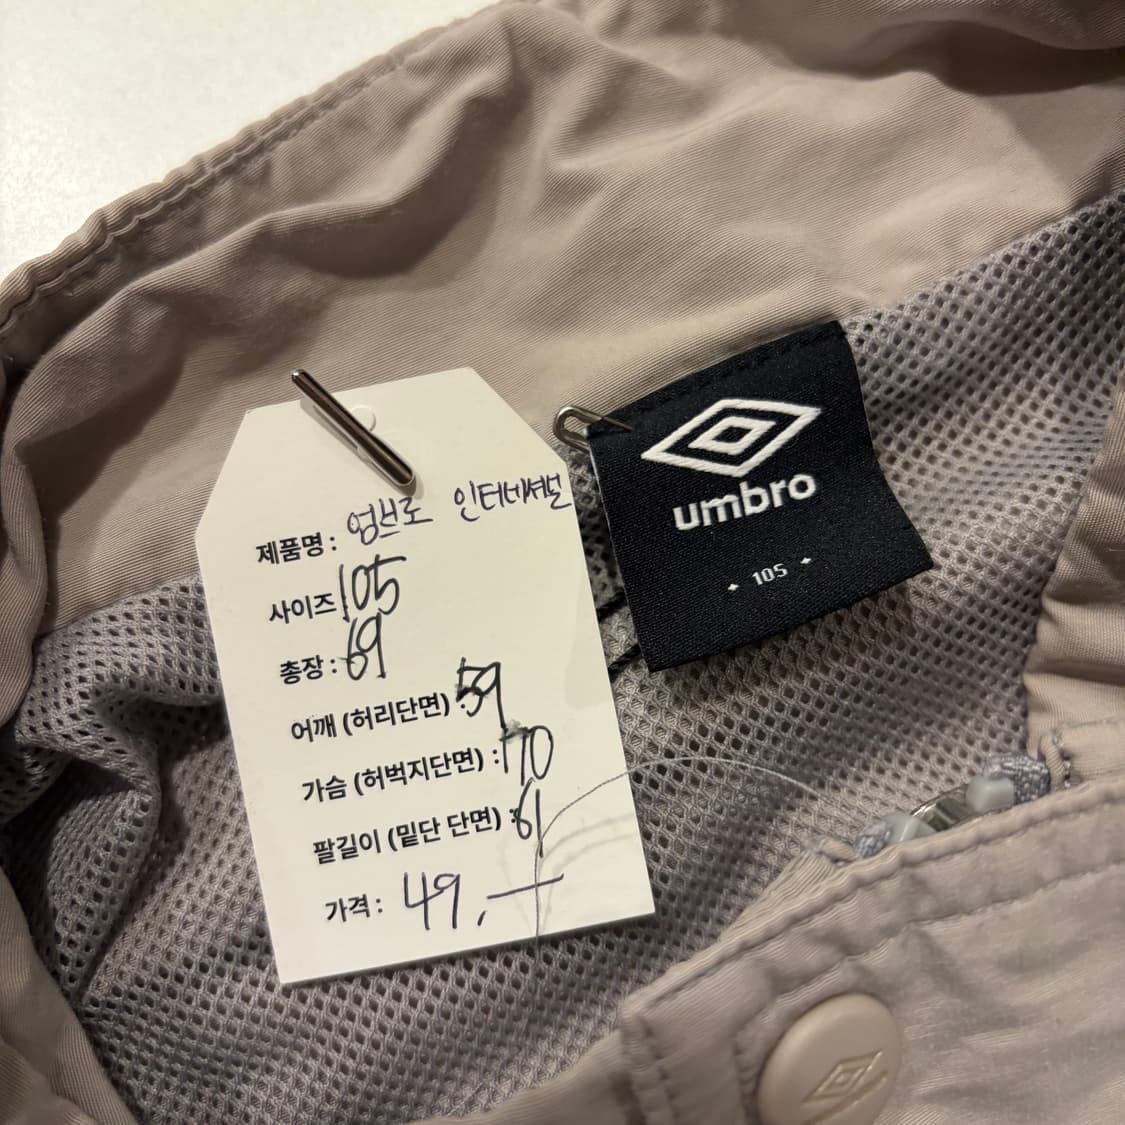 제품명 : 엄브로 인터네셔널
사이즈 105
총장 : 69
어깨 (허리단면) : 59
가슴 (허벅지단면) : 70
팔길이 (밑단 단면) : 61
가격 : 49,-
umbro
105